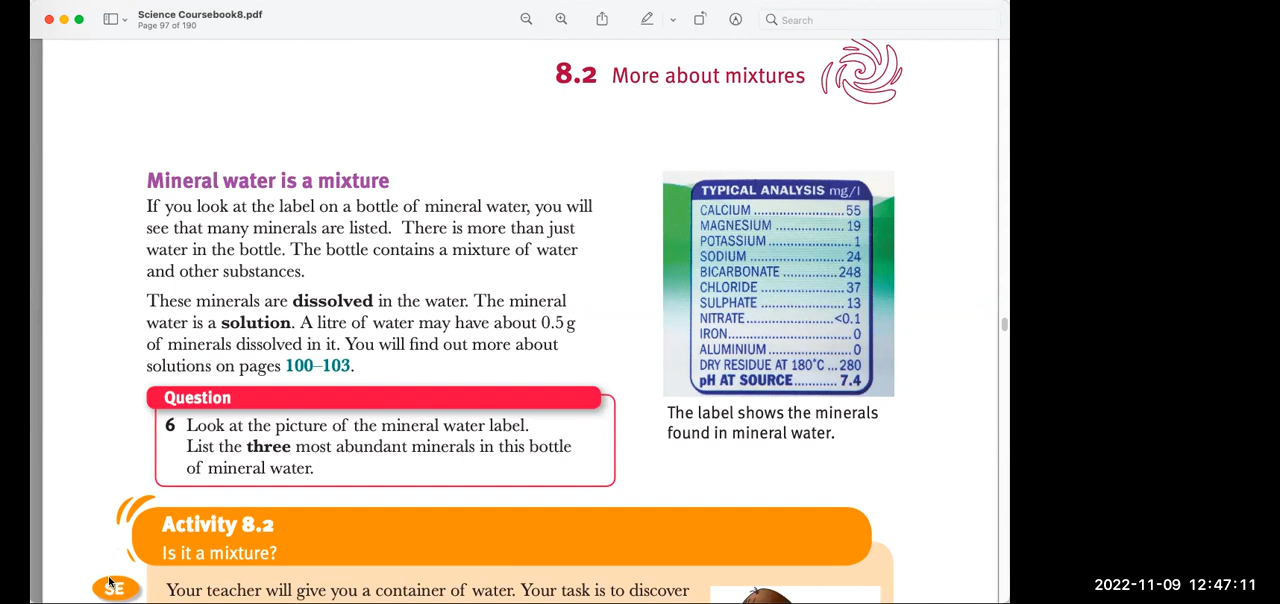 Science Coursebook8.pdf
Page 97 of 190
Search
8.2 More about mixtures
Mineral water is a mixture
If you look at the label on a bottle of mineral water, you will
see that many minerals are listed. There is more than just
water in the bottle. The bottle contains a mixture of water
and other substances.
These minerals are dissolved in the water. The mineral
water is a solution. A litre of water may have about 0.5 g
of minerals dissolved in it. You will find out more about
solutions on pages 100–103.
Question
6 Look at the picture of the mineral water label.
List the three most abundant minerals in this bottle
of mineral water.
TYPICAL ANALYSIS mg/l
CALCIUM ........................ 55
MAGNESIUM .................. 19
POTASSIUM ..................... 1
SODIUM ......................... 24
BICARBONATE .............. 248
CHLORIDE ...................... 37
SULPHATE ...................... 13
NITRATE ....................... <0.1
IRON ................................ 0
ALUMINIUM ..................... 0
DRY RESIDUE AT 180°C ... 280
pH AT SOURCE ............ 7.4
The label shows the minerals
found in mineral water.
Activity 8.2
Is it a mixture?
SE
Your teacher will give you a container of water. Your task is to discover
2022-11-09 12:47:11